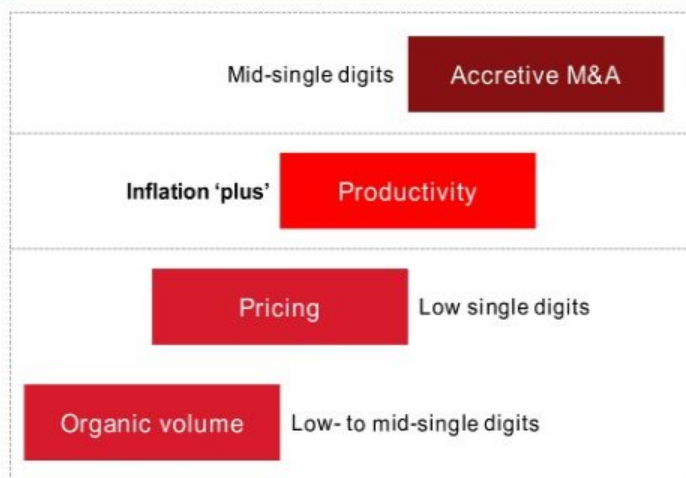 Mid-single digits Accretive M&A
Inflation ‘plus’ Productivity
Pricing Low single digits
Organic volume Low- to mid-single digits